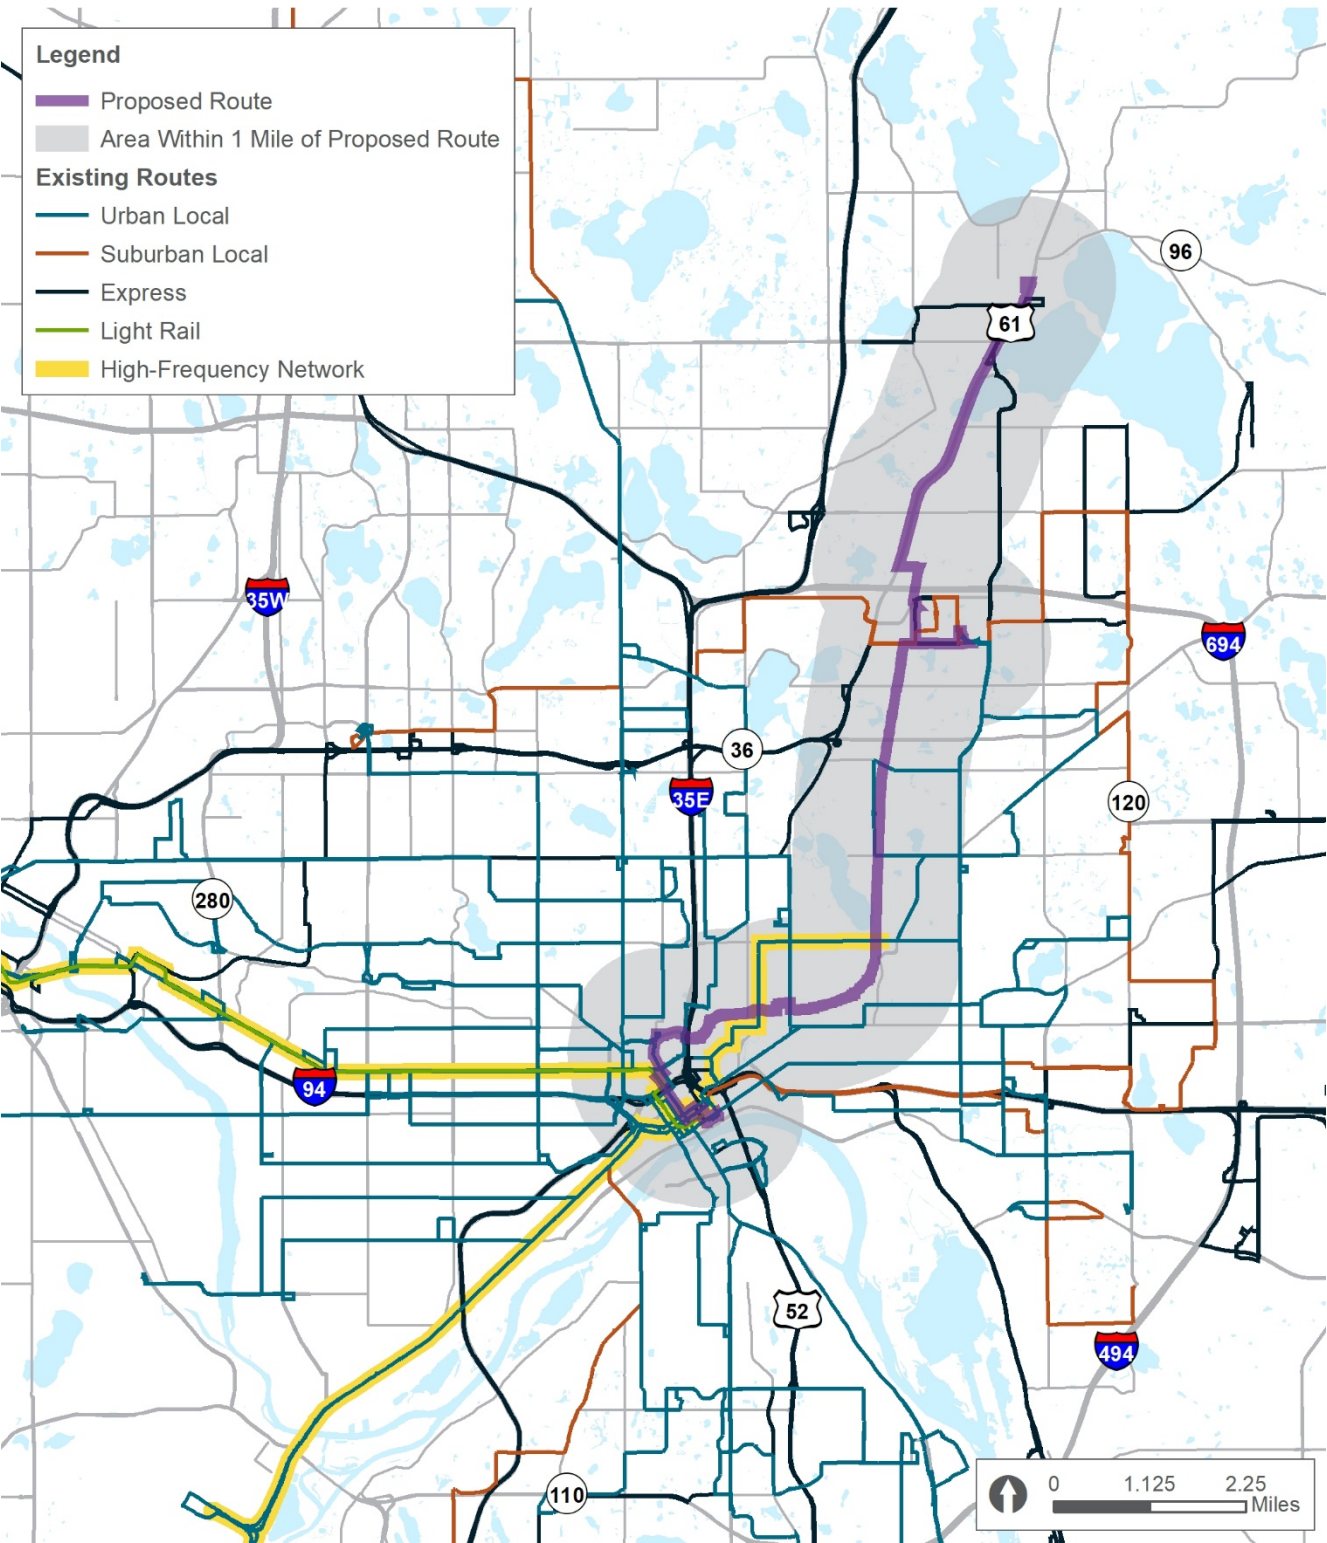 Legend
Proposed Route
Area Within 1 Mile of Proposed Route
Existing Routes
Urban Local
Suburban Local
Express
Light Rail
High-Frequency Network
96
61
35W
694
36
35E
120
280
94
52
494
110
0 1.125 2.25
Miles